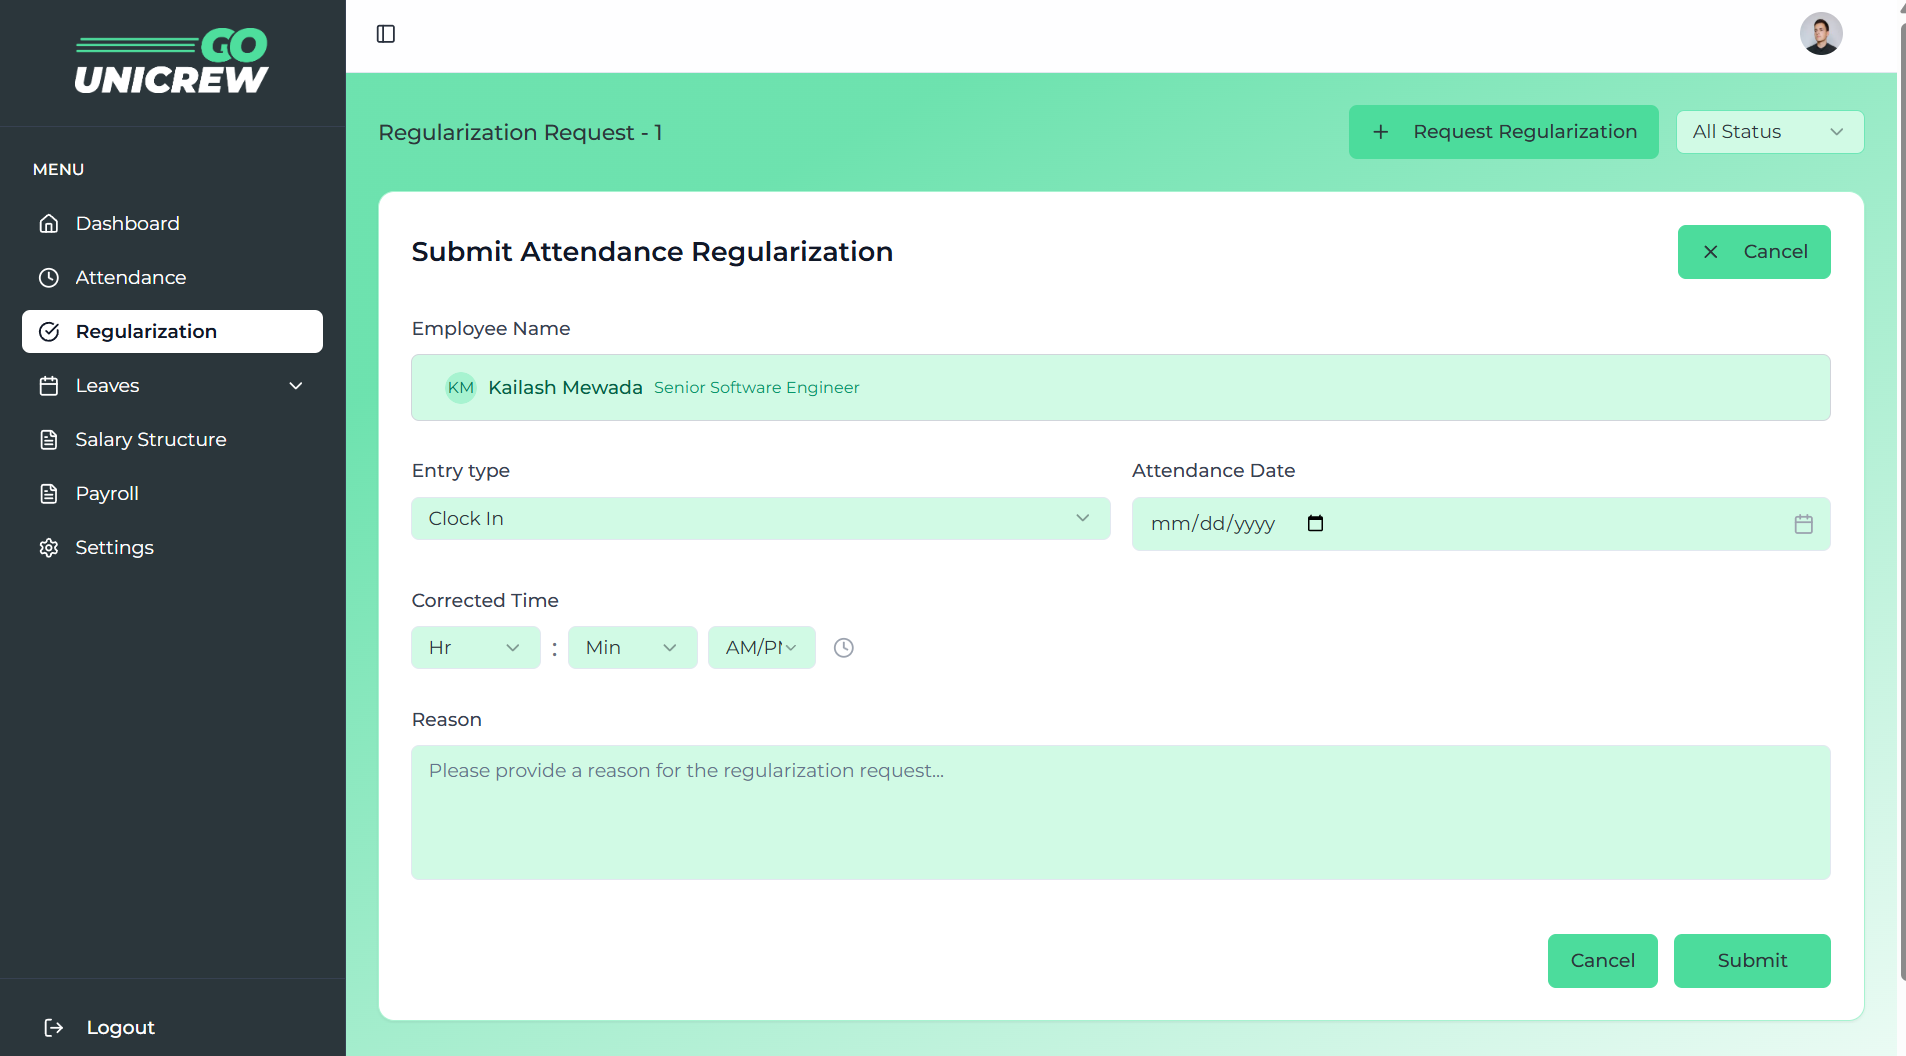 GO
UNICREW
MENU
Dashboard
Attendance
Regularization
Leaves
Salary Structure
Payroll
Settings
Logout
Regularization Request - 1
Request Regularization
All Status
Submit Attendance Regularization
Cancel
Employee Name
KM Kailash Mewada Senior Software Engineer
Entry type
Attendance Date
Clock In
mm/dd/yyyy
Corrected Time
Hr : Min AM/PM
Reason
Please provide a reason for the regularization request...
Cancel
Submit